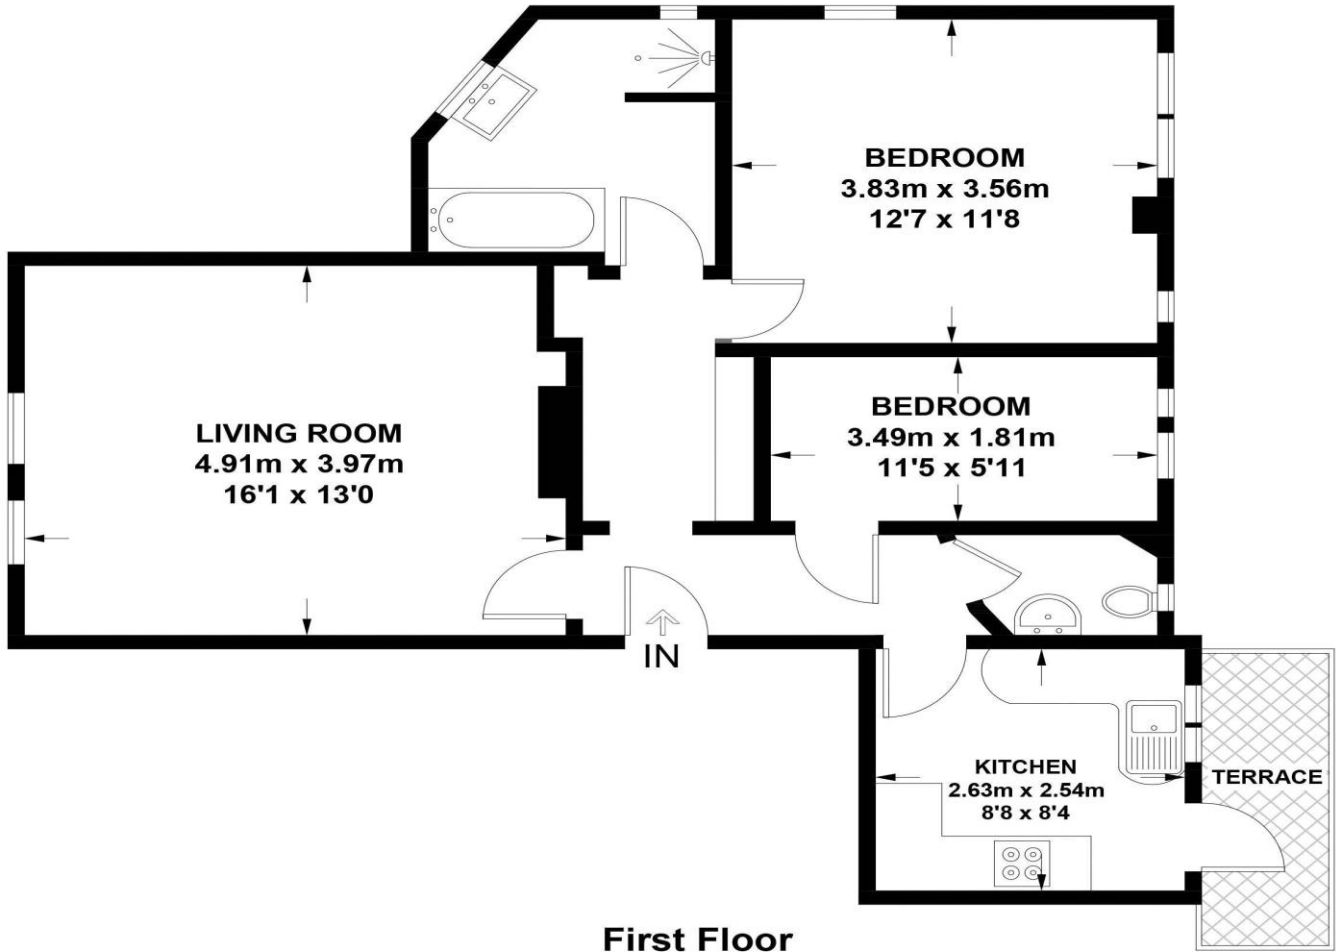 BEDROOM
3.83m x 3.56m
12'7 x 11'8
LIVING ROOM
4.91m x 3.97m
16'1 x 13'0
BEDROOM
3.49m x 1.81m
11'5 x 5'11
IN
KITCHEN
2.63m x 2.54m
8'8 x 8'4
TERRACE
First Floor